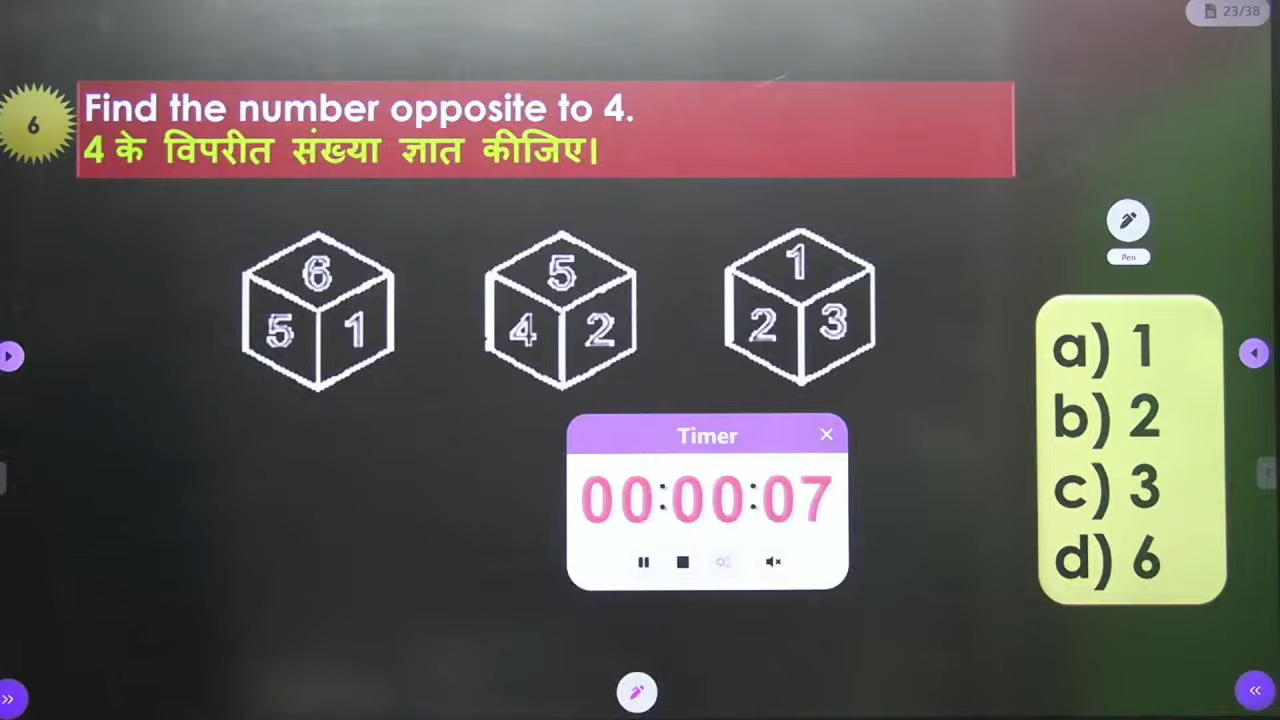 23/38
6
Find the number opposite to 4.
4 के विपरीत संख्या ज्ञात कीजिए।
6
5 1
5
4 2
1
2 3
Pen
a) 1
b) 2
c) 3
d) 6
Timer
00:00:07